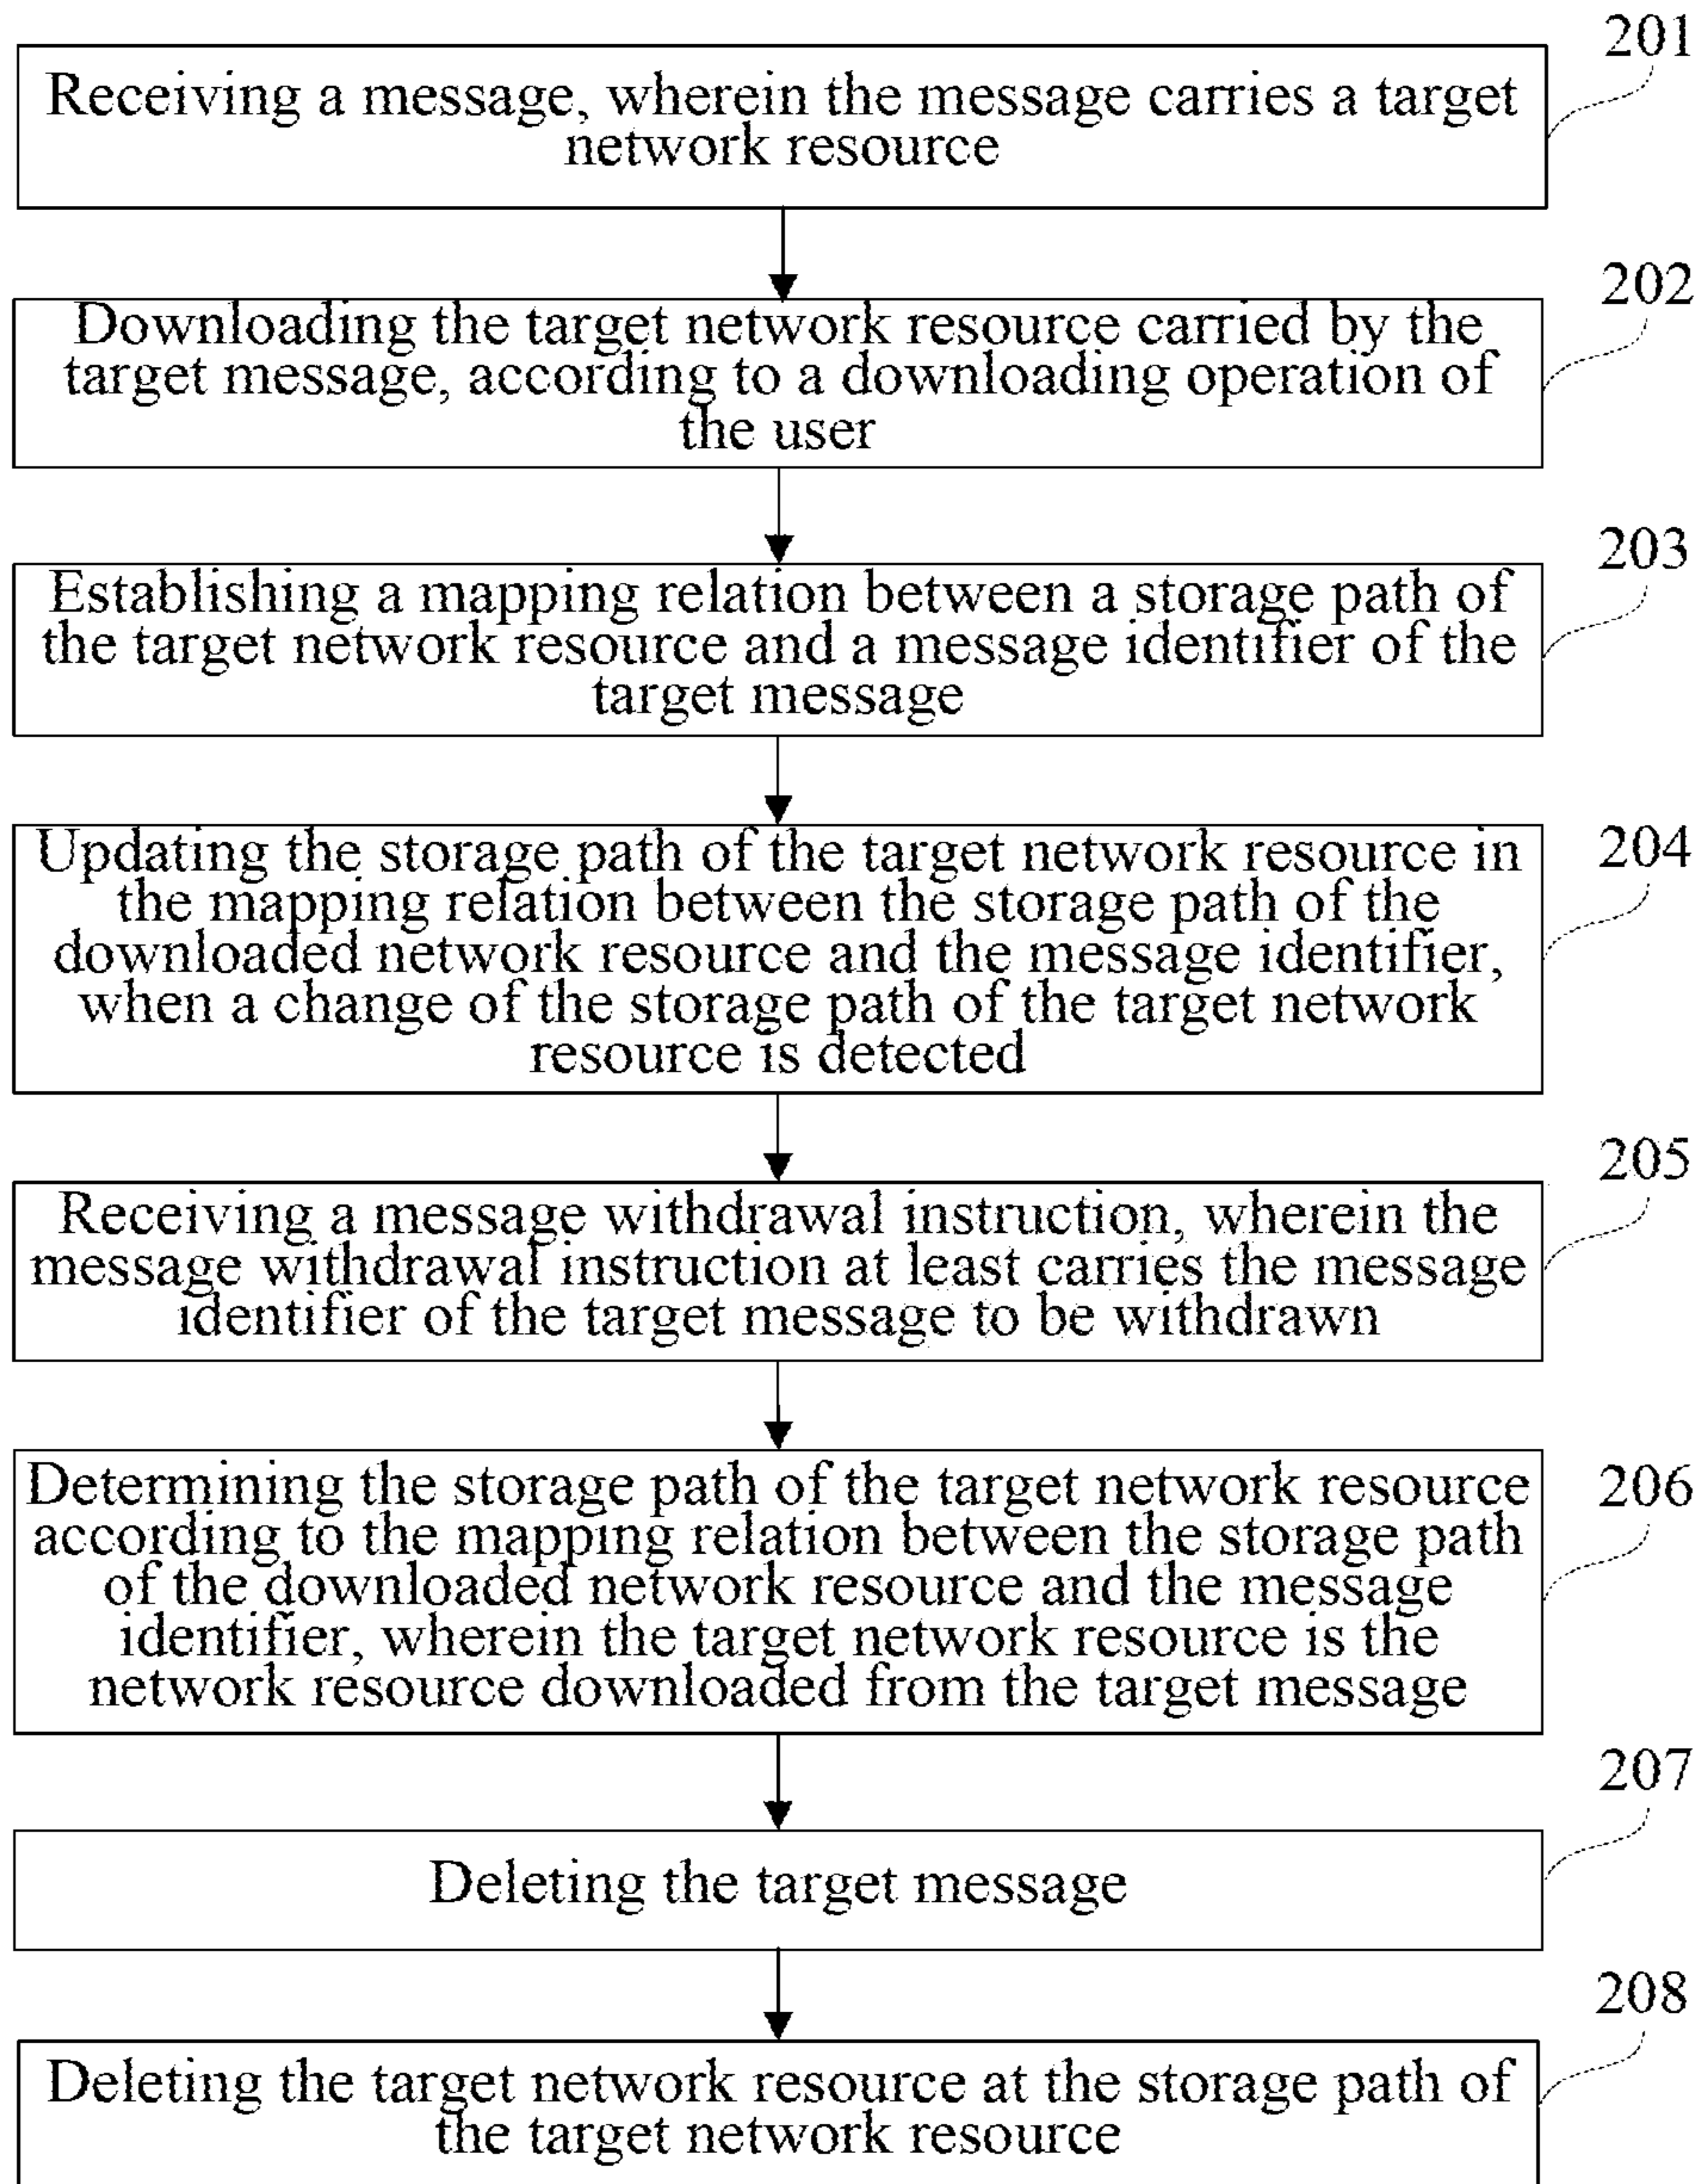 201
Receiving a message, wherein the message carries a target
network resource
202
Downloading the target network resource carried by the
target message, according to a downloading operation of
the user
203
Establishing a mapping relation between a storage path of
the target network resource and a message identifier of the
target message
204
Updating the storage path of the target network resource in
the mapping relation between the storage path of the
downloaded network resource and the message identifier,
when a change of the storage path of the target network
resource is detected
205
Receiving a message withdrawal instruction, wherein the
message withdrawal instruction at least carries the message
identifier of the target message to be withdrawn
206
Determining the storage path of the target network resource
according to the mapping relation between the storage path
of the downloaded network resource and the message
identifier, wherein the target network resource is the
network resource downloaded from the target message
207
Deleting the target message
208
Deleting the target network resource at the storage path of
the target network resource